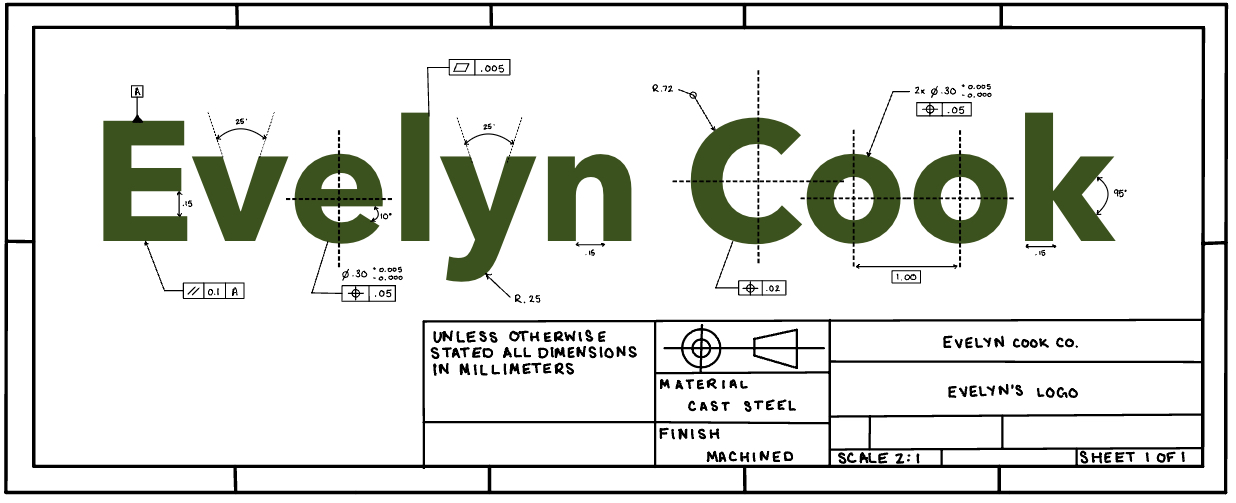 .005
R.72
2x ⌀.30 +0.005
-0.000
.05
A
25°
25°
Evelyn Cook
.15
10°
95°
.15
.15
⌀.30 +0.005
-0.000
.05
// 0.1 A
R.25
.02
1.00
UNLESS OTHERWISE
STATED ALL DIMENSIONS
IN MILLIMETERS
MATERIAL
CAST STEEL
FINISH
MACHINED
EVELYN COOK CO.
EVELYN'S LOGO
SCALE 2:1
SHEET 1 OF 1